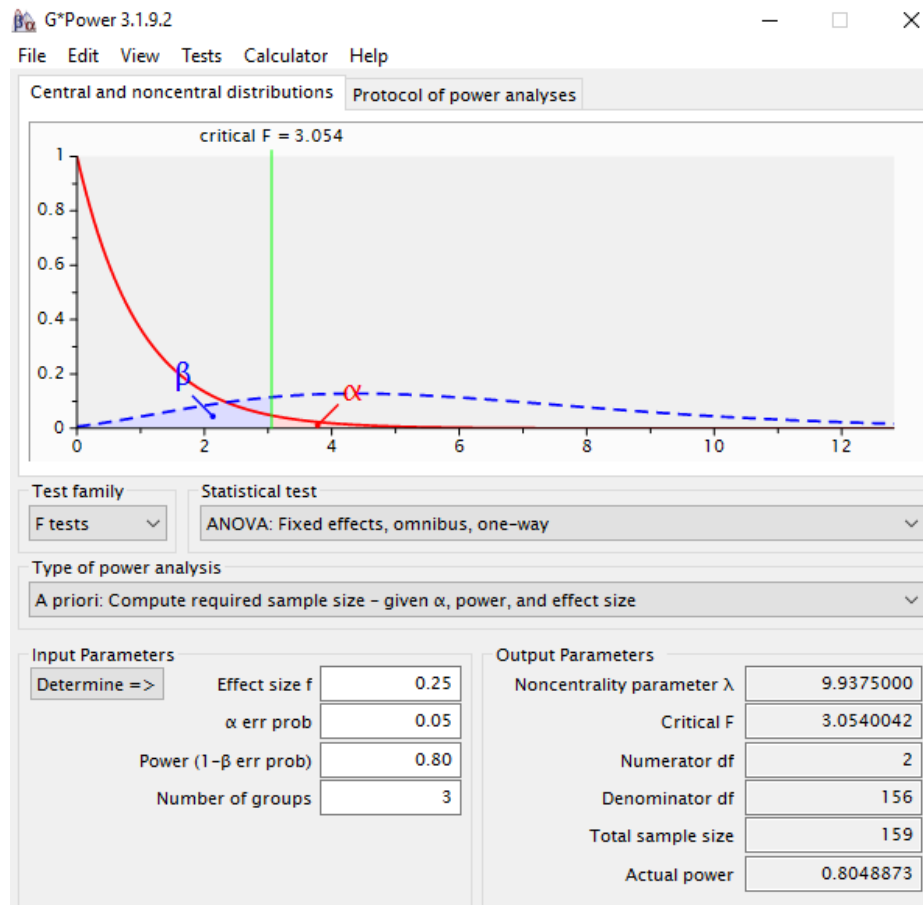 G*Power 3.1.9.2
File Edit View Tests Calculator Help
Central and noncentral distributions Protocol of power analyses
critical F = 3.054
1
0.8
0.6
0.4
0.2
0
β
α
0 2 4 6 8 10 12
Test family
Statistical test
F tests
ANOVA: Fixed effects, omnibus, one-way
Type of power analysis
A priori: Compute required sample size – given α, power, and effect size
Input Parameters
Determine =>
Effect size f 0.25
α err prob 0.05
Power (1-β err prob) 0.80
Number of groups 3
Output Parameters
Noncentrality parameter λ 9.9375000
Critical F 3.0540042
Numerator df 2
Denominator df 156
Total sample size 159
Actual power 0.8048873